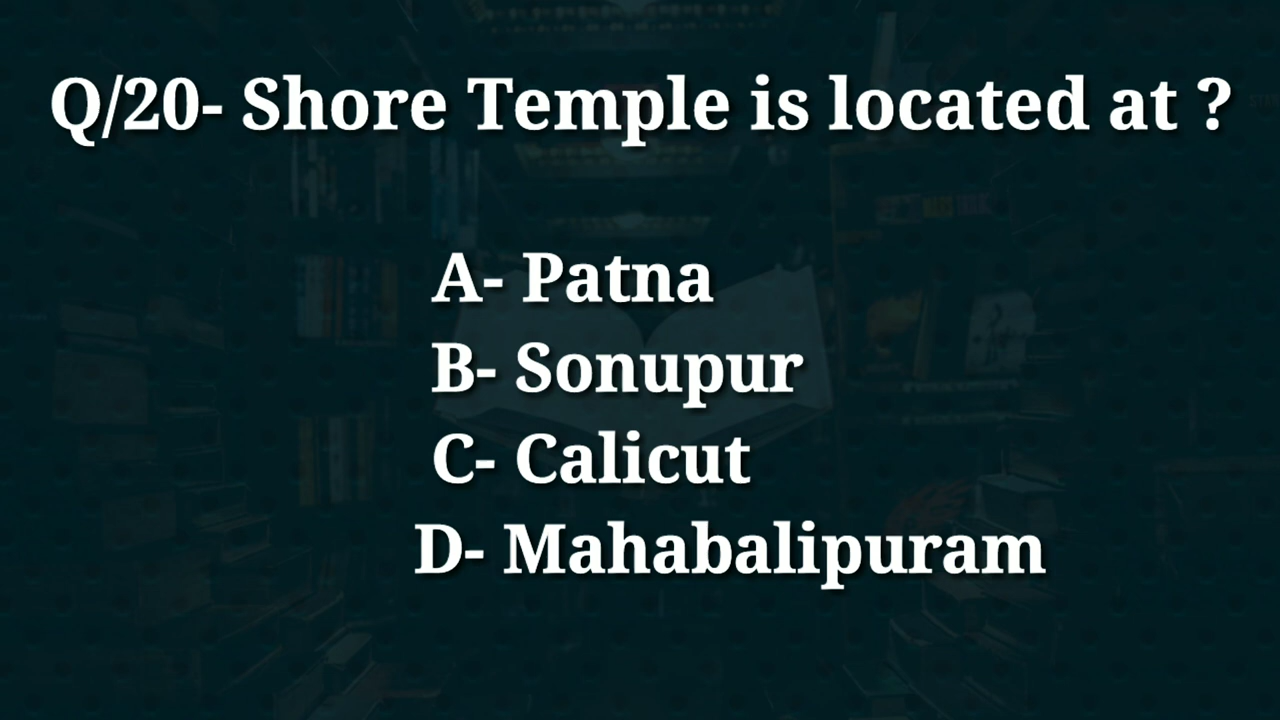 Q/20- Shore Temple is located at ?
A- Patna
B- Sonupur
C- Calicut
D- Mahabalipuram